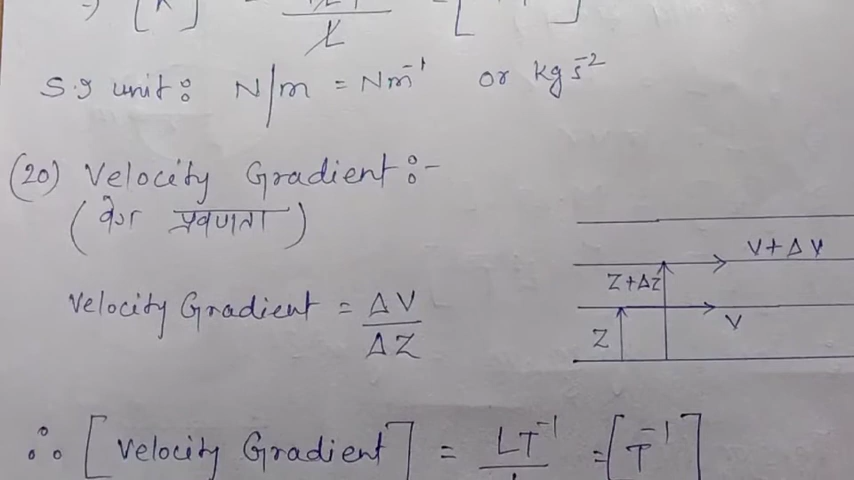 [K] = = [ ]
L
S.I unit: N/m = Nm⁻¹ or kg s⁻²
(20) Velocity Gradient :-
(वेग प्रवणता)
V+ΔV
Z+ΔZ
Velocity Gradient = ΔV/ΔZ
V
Z
∴ [Velocity Gradient] = LT⁻¹ = [T⁻¹]